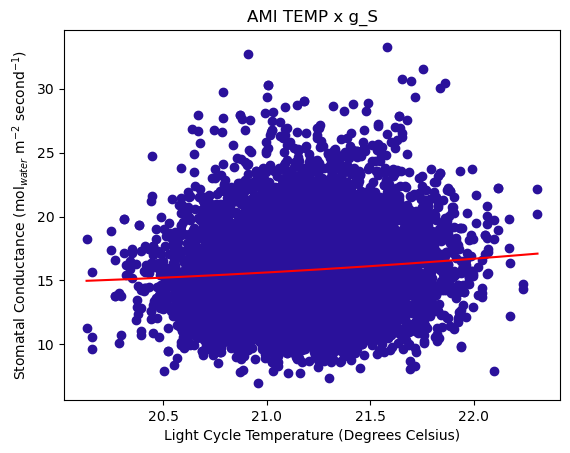 AMI TEMP x g_S
Stomatal Conductance (mol_water m^-2 second^-1)
30
25
20
15
10
20.5 21.0 21.5 22.0
Light Cycle Temperature (Degrees Celsius)